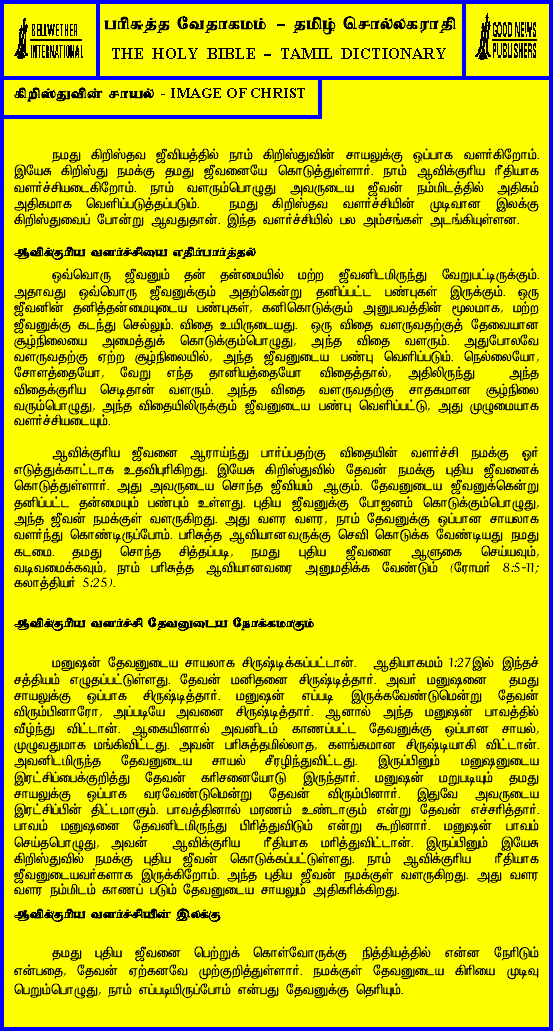 BELLWETHER
INTERNATIONAL
பரிசுத்த வேதாகமம் – தமிழ் சொல்லகராதி
THE HOLY BIBLE – TAMIL DICTIONARY
GOOD NEWS
PUBLISHERS
கிறிஸ்துவின் சாயல் - IMAGE OF CHRIST
நமது கிறிஸ்தவ ஜீவியத்தில் நாம் கிறிஸ்துவின் சாயலுக்கு ஒப்பாக வளர்கிறோம்.
இயேசு கிறிஸ்து நமக்கு தமது ஜீவனையே கொடுத்துள்ளார். நாம் ஆவிக்குரிய ரீதியாக
வளர்ச்சியடைகிறோம். நாம் வளரும்பொழுது அவருடைய ஜீவன் நம்மிடத்தில் அதிகம்
அதிகமாக வெளிப்படுத்தப்படும். நமது கிறிஸ்தவ வளர்ச்சியின் முடிவான இலக்கு
கிறிஸ்துவைப் போன்று ஆவதுதான். இந்த வளர்ச்சியில் பல அம்சங்கள் அடங்கியுள்ளன.
ஆவிக்குரிய வளர்ச்சியை எதிர்பார்த்தல்
ஒவ்வொரு ஜீவனும் தன் தன்மையில் மற்ற ஜீவனிடமிருந்து வேறுபட்டிருக்கும்.
அதாவது ஒவ்வொரு ஜீவனுக்கும் அதற்கென்று தனிப்பட்ட பண்புகள் இருக்கும். ஒரு
ஜீவனின் தனித்தன்மையுடைய பண்புகள், கனிகொடுக்கும் அனுபவத்தின் மூலமாக, மற்ற
ஜீவனுக்கு கடந்து செல்லும். விதை உயிருடையது. ஒரு விதை வளருவதற்குத் தேவையான
சூழ்நிலையை அமைத்துக் கொடுக்கும்பொழுது, அந்த விதை வளரும். அதுபோலவே
வளருவதற்கு ஏற்ற சூழ்நிலையில், அந்த ஜீவனுடைய பண்பு வெளிப்படும். நெல்லையோ,
சோளத்தையோ, வேறு எந்த தானியத்தையோ விதைத்தால், அதிலிருந்து அந்த
விதைக்குரிய செடிதான் வளரும். அந்த விதை வளருவதற்கு சாதகமான சூழ்நிலை
வரும்பொழுது, அந்த விதையிலிருக்கும் ஜீவனுடைய பண்பு வெளிப்பட்டு, அது முழுமையாக
வளர்ச்சியடையும்.
ஆவிக்குரிய ஜீவனை ஆராய்ந்து பார்ப்பதற்கு விதையின் வளர்ச்சி நமக்கு ஓர்
எடுத்துக்காட்டாக உதவிபுரிகிறது. இயேசு கிறிஸ்துவில் தேவன் நமக்கு புதிய ஜீவனைக்
கொடுத்துள்ளார். அது அவருடைய சொந்த ஜீவியம் ஆகும். தேவனுடைய ஜீவனுக்கென்று
தனிப்பட்ட தன்மையும் பண்பும் உள்ளது. புதிய ஜீவனுக்கு போஜனம் கொடுக்கும்பொழுது,
அந்த ஜீவன் நமக்குள் வளருகிறது. அது வளர வளர, நாம் தேவனுக்கு ஒப்பான சாயலாக
வளர்ந்து கொண்டிருப்போம். பரிசுத்த ஆவியானவருக்கு செவி கொடுக்க வேண்டியது நமது
கடமை. தமது சொந்த சித்தப்படி, நமது புதிய ஜீவனை ஆளுகை செய்யவும்,
வடிவமைக்கவும், நாம் பரிசுத்த ஆவியானவரை அனுமதிக்க வேண்டும் (ரோமர் 8:5-11;
கலாத்தியர் 5:25).
ஆவிக்குரிய வளர்ச்சி தேவனுடைய நோக்கமாகும்
மனுஷன் தேவனுடைய சாயலாக சிருஷ்டிக்கப்பட்டான். ஆதியாகமம் 1:27இல் இந்தச்
சத்தியம் எழுதப்பட்டுள்ளது. தேவன் மனிதனை சிருஷ்டித்தார். அவர் மனுஷனை தமது
சாயலுக்கு ஒப்பாக சிருஷ்டித்தார். மனுஷன் எப்படி இருக்கவேண்டுமென்று தேவன்
விரும்பினாரோ, அப்படியே அவனை சிருஷ்டித்தார். ஆனால் அந்த மனுஷன் பாவத்தில்
வீழ்ந்து விட்டான். ஆகையினால் அவனிடம் காணப்பட்ட தேவனுக்கு ஒப்பான சாயல்,
முழுவதுமாக மங்கிவிட்டது. அவன் பரிசுத்தமில்லாத, களங்கமான சிருஷ்டியாகி விட்டான்.
அவனிடமிருந்த தேவனுடைய சாயல் சீரழிந்துவிட்டது. இருப்பினும் மனுஷனுடைய
இரட்சிப்பைக்குறித்து தேவன் கரிசனையோடு இருந்தார். மனுஷன் மறுபடியும் தமது
சாயலுக்கு ஒப்பாக வரவேண்டுமென்று தேவன் விரும்பினார். இதுவே அவருடைய
இரட்சிப்பின் திட்டமாகும். பாவத்தினால் மரணம் உண்டாகும் என்று தேவன் எச்சரித்தார்.
பாவம் மனுஷனை தேவனிடமிருந்து பிரித்துவிடும் என்று கூறினார். மனுஷன் பாவம்
செய்தபொழுது, அவன் ஆவிக்குரிய ரீதியாக மரித்துவிட்டான். இருப்பினும் இயேசு
கிறிஸ்துவில் நமக்கு புதிய ஜீவன் கொடுக்கப்பட்டுள்ளது. நாம் ஆவிக்குரிய ரீதியாக
ஜீவனுடையவர்களாக இருக்கிறோம். அந்த புதிய ஜீவன் நமக்குள் வளருகிறது. அது வளர
வளர நம்மிடம் காணப் படும் தேவனுடைய சாயலும் அதிகரிக்கிறது.
ஆவிக்குரிய வளர்ச்சியின் இலக்கு
தமது புதிய ஜீவனை பெற்றுக் கொள்வோருக்கு நித்தியத்தில் என்ன நேரிடும்
என்பதை, தேவன் ஏற்கனவே முற்குறித்துள்ளார். நமக்குள் தேவனுடைய கிரியை முடிவு
பெறும்பொழுது, நாம் எப்படியிருப்போம் என்பது தேவனுக்கு தெரியும்.